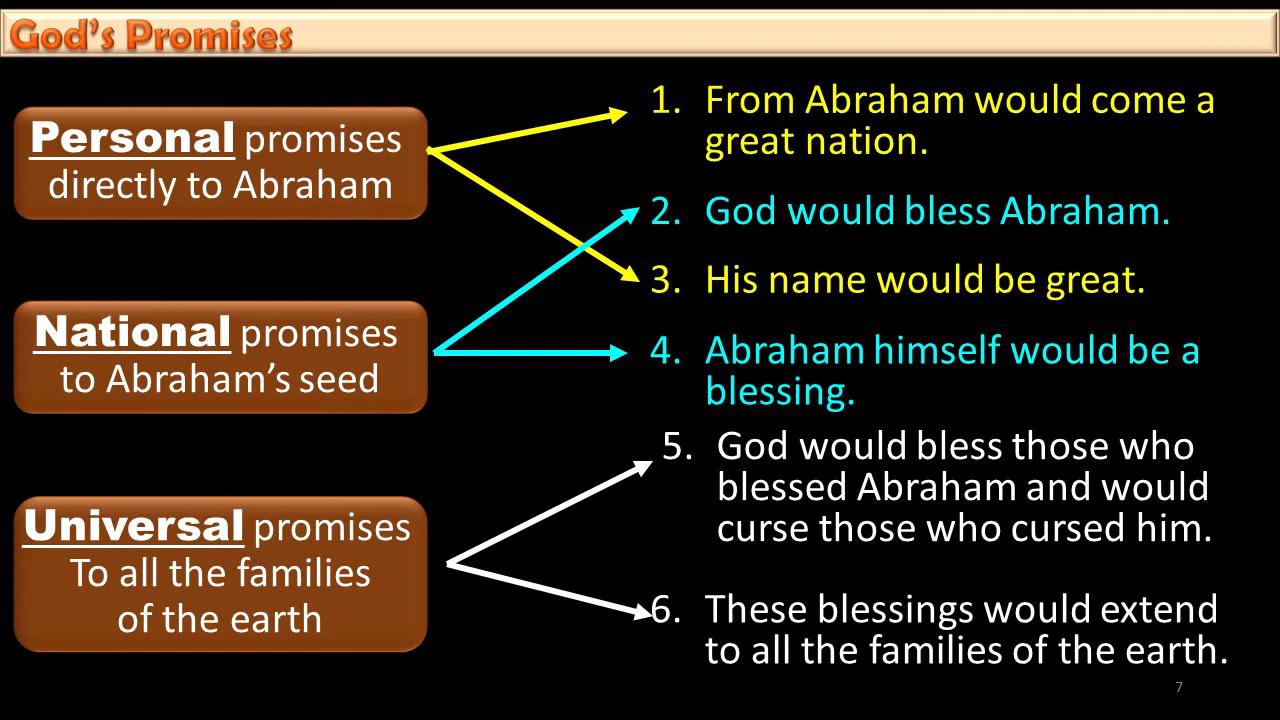 God's Promises
Personal promises
directly to Abraham
National promises
to Abraham's seed
Universal promises
To all the families
of the earth
1. From Abraham would come a
great nation.
2. God would bless Abraham.
3. His name would be great.
4. Abraham himself would be a
blessing.
5. God would bless those who
blessed Abraham and would
curse those who cursed him.
6. These blessings would extend
to all the families of the earth.
7